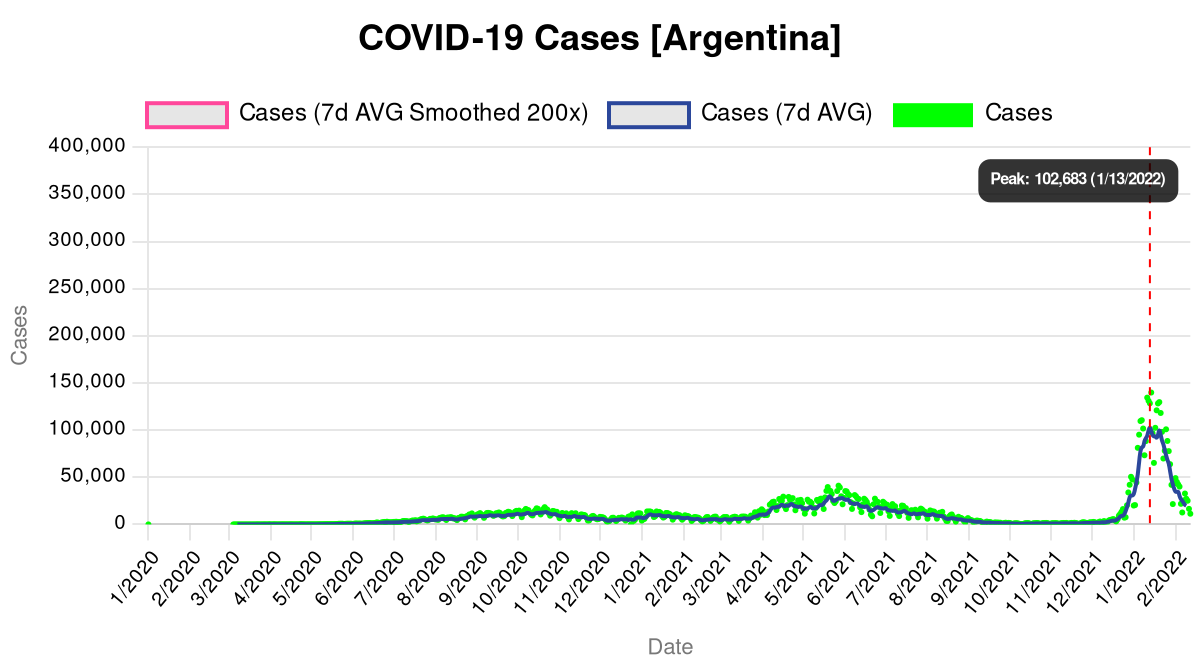 COVID-19 Cases [Argentina]
Cases (7d AVG Smoothed 200x) Cases (7d AVG) Cases
400,000
Peak: 102,683 (1/13/2022)
350,000
300,000
250,000
200,000
150,000
100,000
50,000
0
Cases
1/2020 2/2020 3/2020 4/2020 5/2020 6/2020 7/2020 8/2020 9/2020 10/2020 11/2020 12/2020 1/2021 2/2021 3/2021 4/2021 5/2021 6/2021 7/2021 8/2021 9/2021 10/2021 11/2021 12/2021 1/2022 2/2022
Date